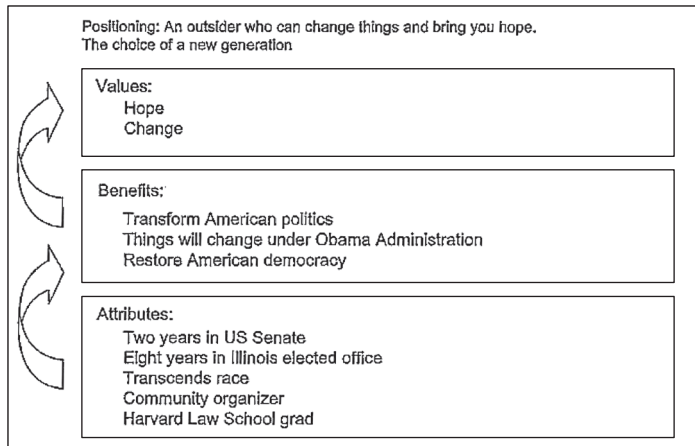 Positioning: An outsider who can change things and bring you hope.
The choice of a new generation
Values:
Hope
Change
Benefits:
Transform American politics
Things will change under Obama Administration
Restore American democracy
Attributes:
Two years in US Senate
Eight years in Illinois elected office
Transcends race
Community organizer
Harvard Law School grad